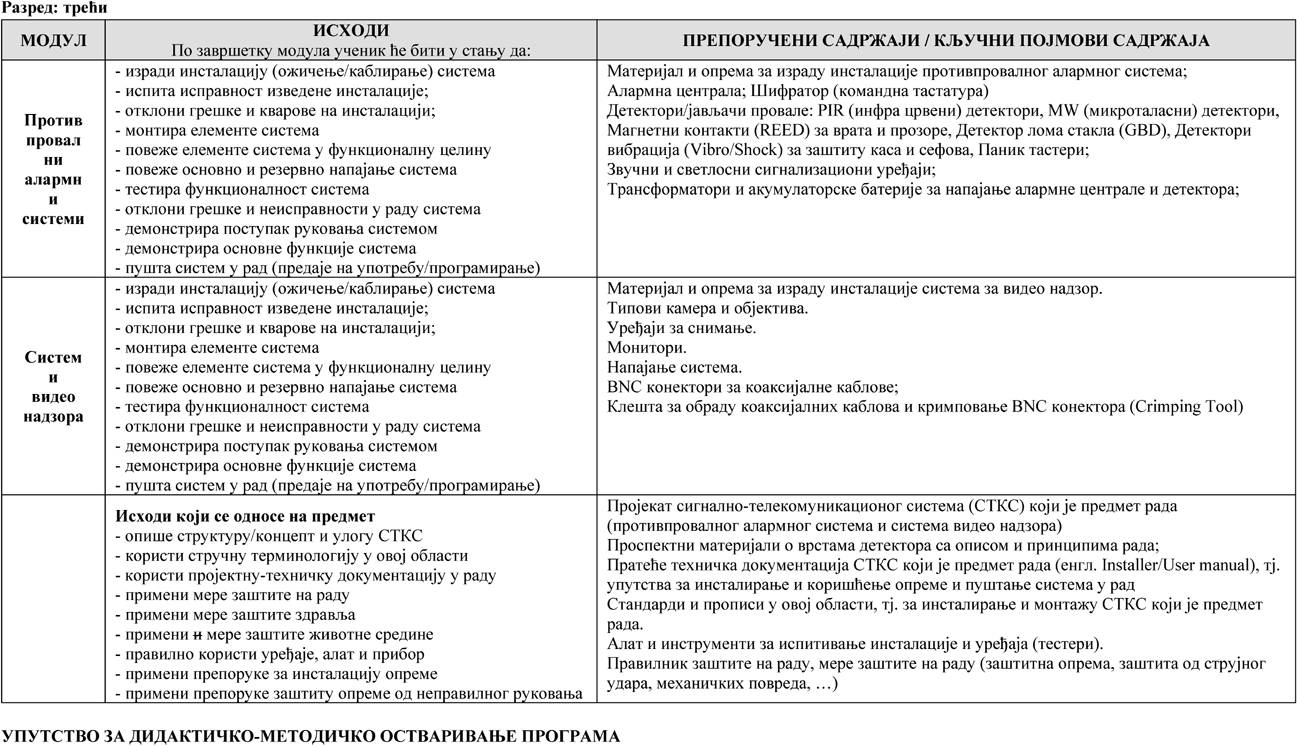 Разред: трећи
МОДУЛ
ИСХОДИ
По завршетку модула ученик ће бити у стању да:
ПРЕПОРУЧЕНИ САДРЖАЈИ / КЉУЧНИ ПОЈМОВИ САДРЖАЈА
Против
провал
ни
алармн
и
системи
- изради инсталацију (ожичење/каблирање) система
- испита исправност изведене инсталације;
- отклони грешке и кварове на инсталацији;
- монтира елементе система
- повеже елементе система у функционалну целину
- повеже основно и резервно напајање система
- тестира функционалност система
- отклони грешке и неисправности у раду система
- демонстрира поступак руковања системом
- демонстрира основне функције система
- пушта систем у рад (предаје на употребу/програмирање)
Материјал и опрема за израду инсталације противпровалног алармног система;
Алармна централа; Шифратор (командна тастатура)
Детектори/јављачи провале: PIR (инфра црвени) детектори, MW (микроталасни) детектори,
Магнетни контакти (REED) за врата и прозоре, Детектор лома стакла (GBD), Детектори
вибрација (Vibro/Shock) за заштиту каса и сефова, Паник тастери;
Звучни и светлосни сигнализациони уређаји;
Трансформатори и акумулаторске батерије за напајање алармне централе и детектора;
Систем
и
видео
надзора
- изради инсталацију (ожичење/каблирање) система
- испита исправност изведене инсталације;
- отклони грешке и кварове на инсталацији;
- монтира елементе система
- повеже елементе система у функционалну целину
- повеже основно и резервно напајање система
- тестира функционалност система
- отклони грешке и неисправности у раду система
- демонстрира поступак руковања системом
- демонстрира основне функције система
- пушта систем у рад (предаје на употребу/програмирање)
Материјал и опрема за израду инсталације система за видео надзор.
Типови камера и објектива.
Уређаји за снимање.
Монитори.
Напајање система.
BNC конектори за коаксијалне каблове;
Клешта за обраду коаксијалних каблова и кримповање BNC конектора (Crimping Tool)
Исходи који се односе на предмет
- опише структуру/концепт и улогу СТКС
- користи стручну терминологију у овој области
- користи пројектну-техничку документацију у раду
- примени мере заштите на раду
- примени мере заштите здравља
- примени н мере заштите животне средине
- правилно користи уређаје, алат и прибор
- примени препоруке за инсталацију опреме
- примени препоруке заштиту опреме од неправилног руковања
Пројекат сигнално-телекомуникационог система (СТКС) који је предмет рада
(противпровалног алармног система и система видео надзора)
Проспектни материјали о врстама детектора са описом и принципима рада;
Пратеће техничка документација СТКС који је предмет рада (енгл. Installer/User manual), тј.
упутства за инсталирање и коришћење опреме и пуштање система у рад
Стандарди и прописи у овој области, тј. за инсталирање и монтажу СТКС који је предмет
рада.
Алат и инструменти за испитивање инсталације и уређаја (тестери).
Правилник заштите на раду, мере заштите на раду (заштитна опрема, заштита од струјног
удара, механичких повреда, …)
УПУТСТВО ЗА ДИДАКТИЧКО-МЕТОДИЧКО ОСТВАРИВАЊЕ ПРОГРАМА